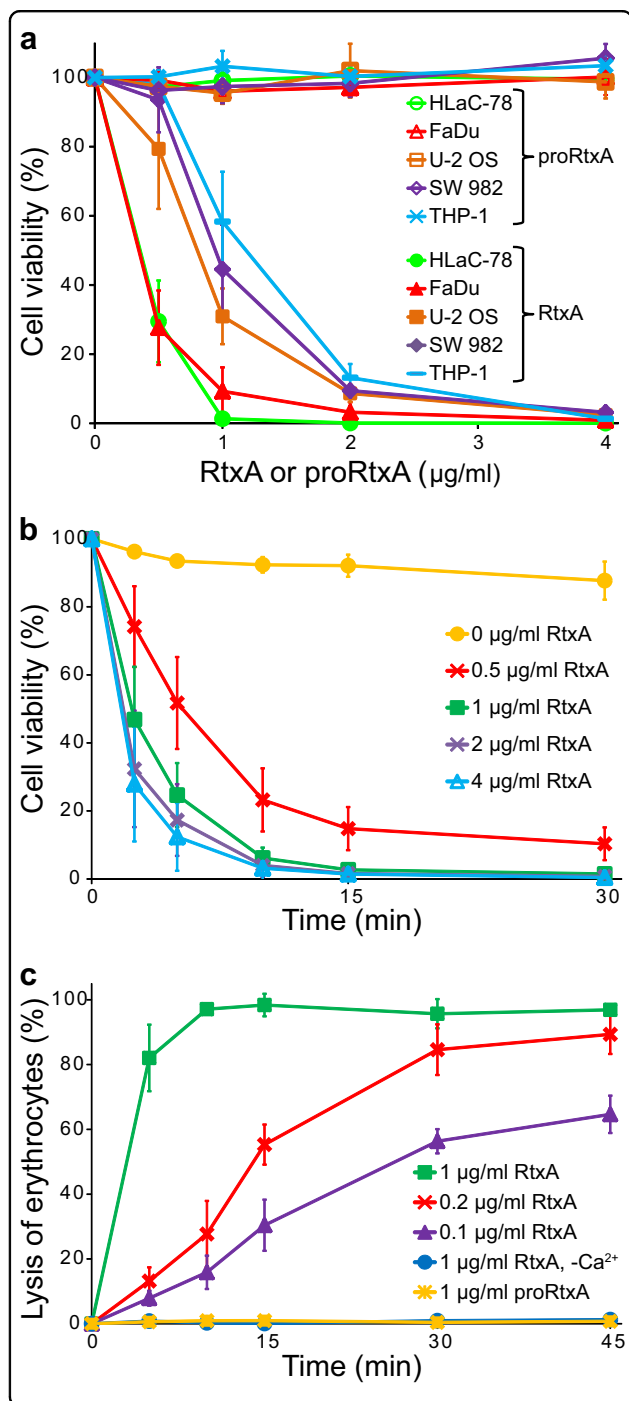 a
100
80
60
40
20
0
Cell viability (%)
HLaC-78
FaDu
U-2 OS
SW 982
THP-1
proRtxA
HLaC-78
FaDu
U-2 OS
SW 982
THP-1
RtxA
0 1 2 3 4
RtxA or proRtxA (µg/ml)
b
100
80
60
40
20
0
Cell viability (%)
0 µg/ml RtxA
0.5 µg/ml RtxA
1 µg/ml RtxA
2 µg/ml RtxA
4 µg/ml RtxA
0 15 30
Time (min)
c
100
80
60
40
20
0
Lysis of erythrocytes (%)
1 µg/ml RtxA
0.2 µg/ml RtxA
0.1 µg/ml RtxA
1 µg/ml RtxA, -Ca²⁺
1 µg/ml proRtxA
0 15 30 45
Time (min)